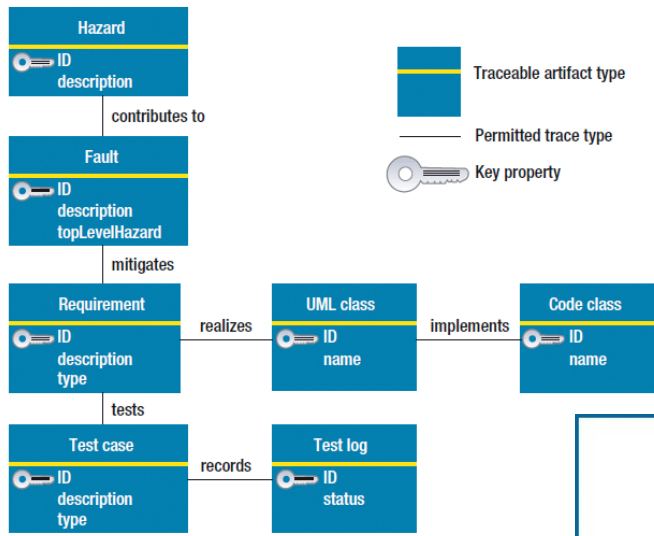 Hazard
ID
description
contributes to
Fault
ID
description
topLevelHazard
mitigates
Requirement
ID
description
type
realizes
UML class
ID
name
implements
Code class
ID
name
tests
Test case
ID
description
type
records
Test log
ID
status
Traceable artifact type
Permitted trace type
Key property